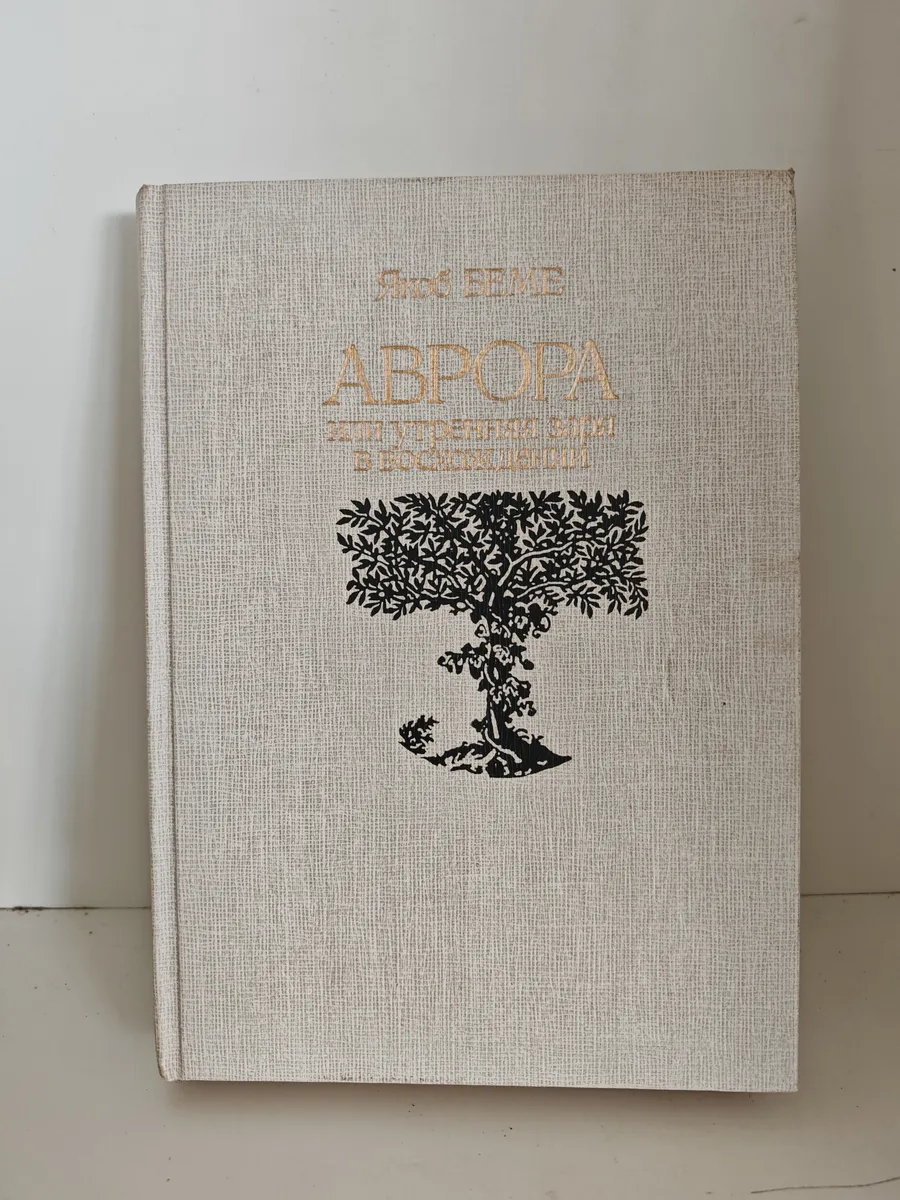 Якоб БЕМЕ
АВРОРА
или утренняя заря
в восхождении